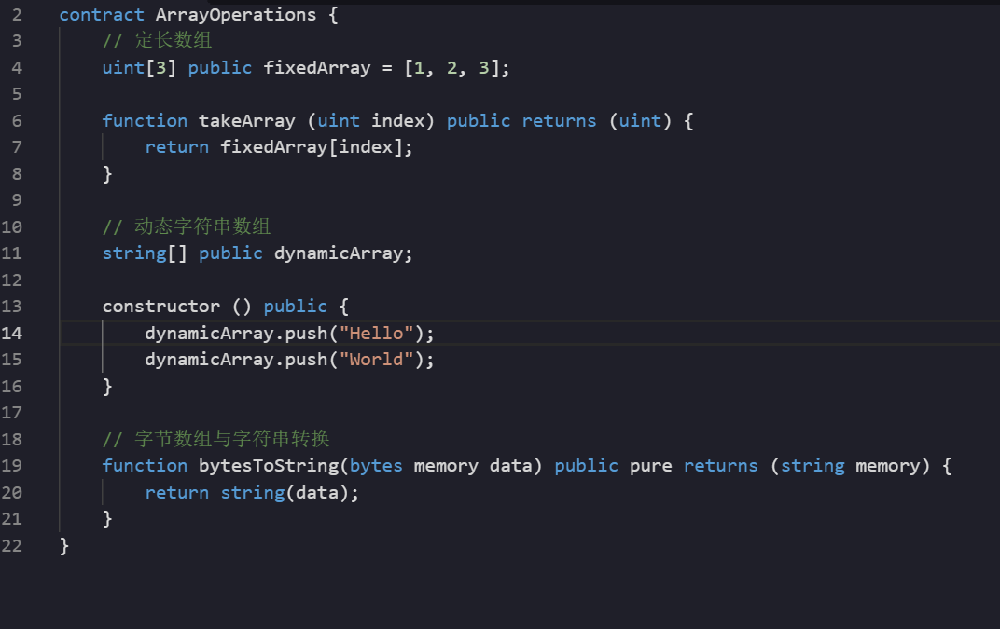 2 contract ArrayOperations {
3 // 定长数组
4 uint[3] public fixedArray = [1, 2, 3];
5
6 function takeArray (uint index) public returns (uint) {
7 return fixedArray[index];
8 }
9
10 // 动态字符串数组
11 string[] public dynamicArray;
12
13 constructor () public {
14 dynamicArray.push("Hello");
15 dynamicArray.push("World");
16 }
17
18 // 字节数组与字符串转换
19 function bytesToString(bytes memory data) public pure returns (string memory) {
20 return string(data);
21 }
22 }